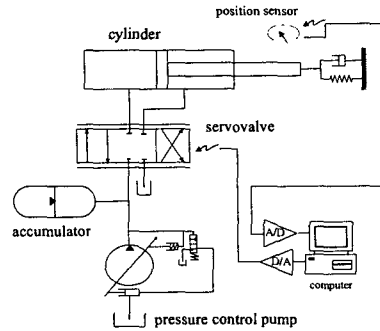 position sensor
cylinder
servovalve
accumulator
A/D
D/A
computer
pressure control pump